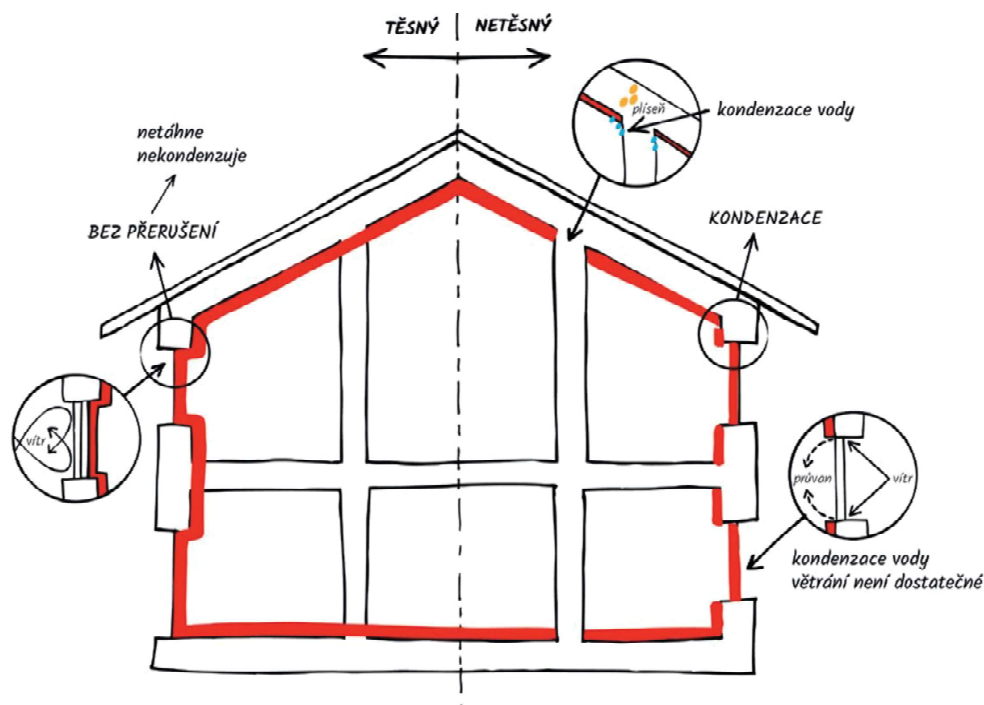 TĚSNÝ
NETĚSNÝ
plíseň
kondenzace vody
netáhne
nekondenzuje
BEZ PŘERUŠENÍ
KONDENZACE
vítr
průvan
vítr
kondenzace vody
větrání není dostatečné